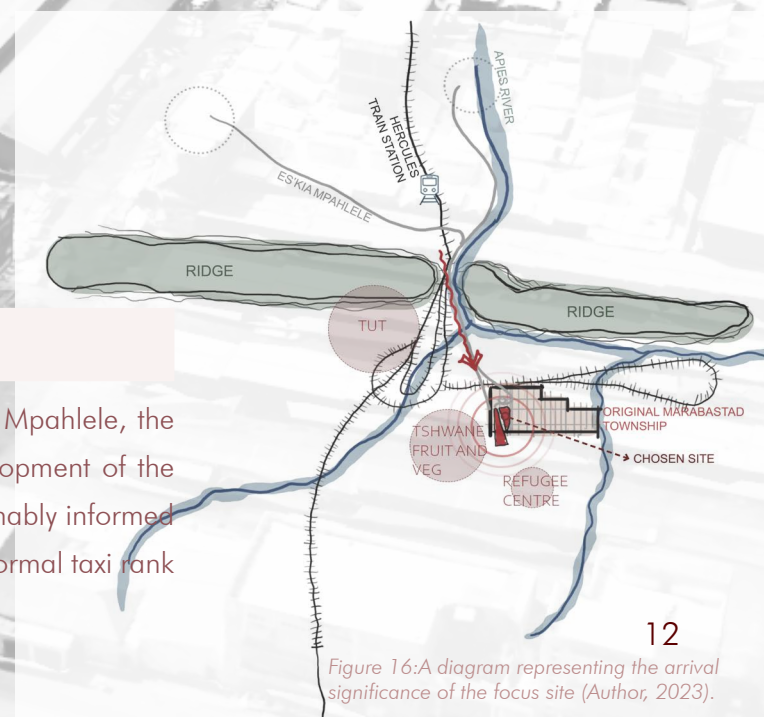 APIES RIVER
HERCULES
TRAIN STATION
ES'KIA MPAHLELE
RIDGE
RIDGE
TUT
ORIGINAL MARABASTAD
TOWNSHIP
TSHWANE
FRUIT AND
VEG
CHOSEN SITE
REFUGEE
CENTRE
Mpahlele, the
opment of the
nably informed
ormal taxi rank
12
Figure 16:A diagram representing the arrival
significance of the focus site (Author, 2023).